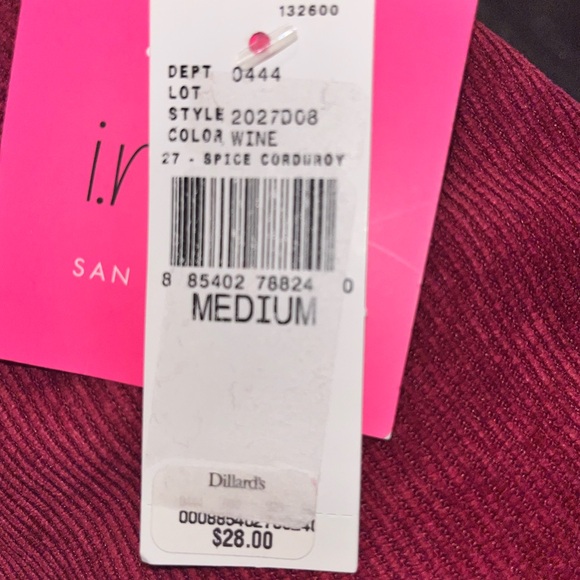 132600
DEPT 0444
LOT
STYLE 2027D08
COLOR WINE
27 - SPICE CORDUROY
8 85402 78824 0
MEDIUM
i.n
SAN
Dillard's
$28.00